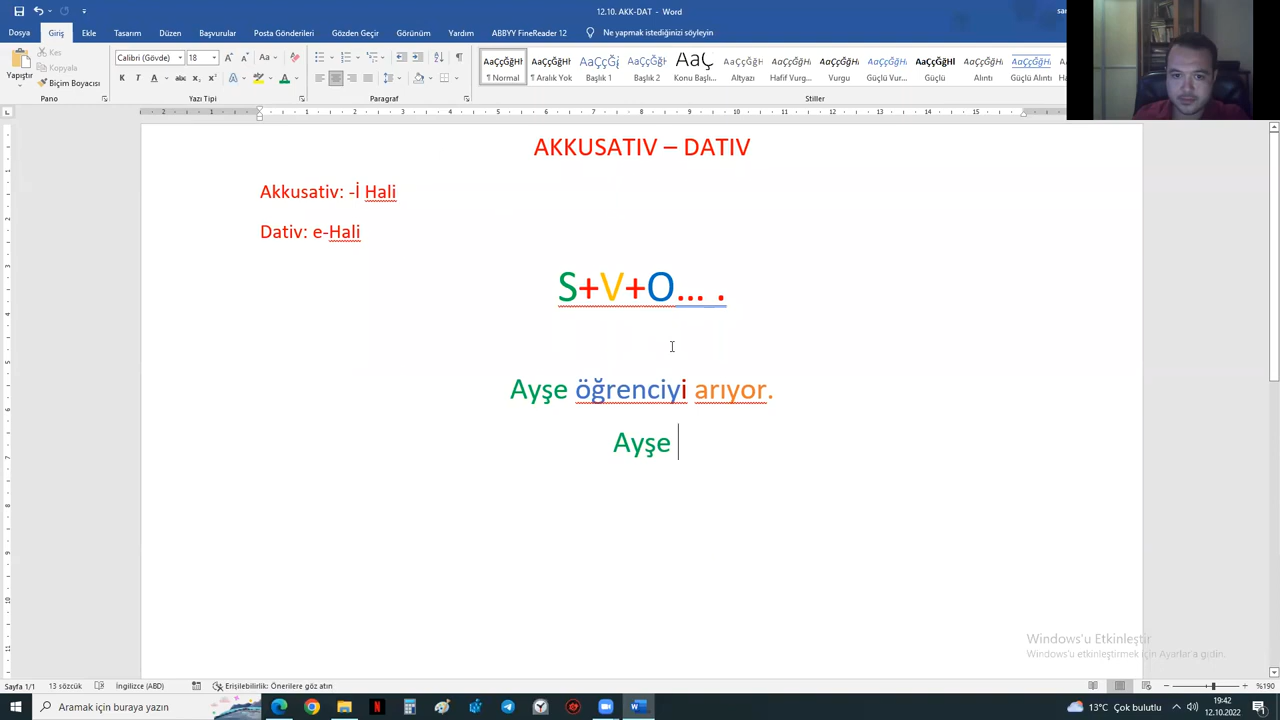 12.10. AKK-DAT - Word
Dosya Giriş Ekle Tasarım Düzen Başvurular Posta Gönderileri Gözden Geçir Görünüm Yardım ABBYY FineReader 12 Ne yapmak istediğinizi söyleyin
Yapıştır
Kes
Kopyala
Biçim Boyacısı
Calibri (Gövde) 18
¶ Normal ¶ Aralık Yok Başlık 1 Başlık 2 Konu Başlı... Altyazı Hafif Vurg... Vurgu Güçlü Vur... Güçlü Alıntı Güçlü Alıntı
Pano Yazı Tipi Paragraf Stiller
AKKUSATIV – DATIV
Akkusativ: -İ Hali
Dativ: e-Hali
S+V+O... .
Ayşe öğrenciyi arıyor.
Ayşe
Windows'u Etkinleştir
Windows'u etkinleştirmek için Ayarlar'a gidin.
Sayfa 1/1 13 sözcük İngilizce (ABD) Erişilebilirlik: Önerilere göz atın %190
Aramak için buraya yazın
13°C Çok bulutlu
19:42
12.10.2022